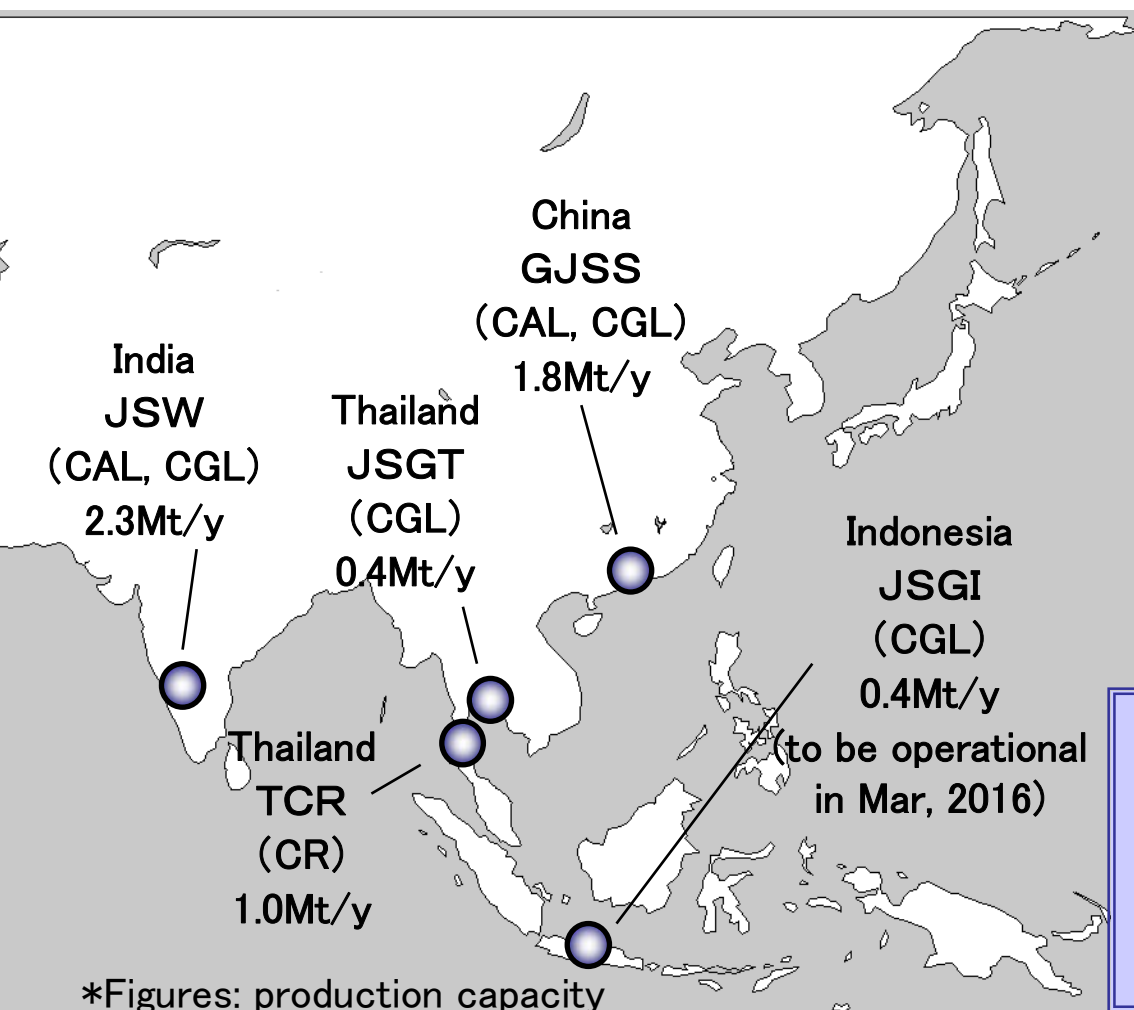 China
GJSS
(CAL, CGL)
1.8Mt/y
India
JSW
(CAL, CGL)
2.3Mt/y
Thailand
JSGT
(CGL)
0.4Mt/y
Indonesia
JSGI
(CGL)
0.4Mt/y
(to be operational
in Mar, 2016)
Thailand
TCR
(CR)
1.0Mt/y
*Figures: production capacity